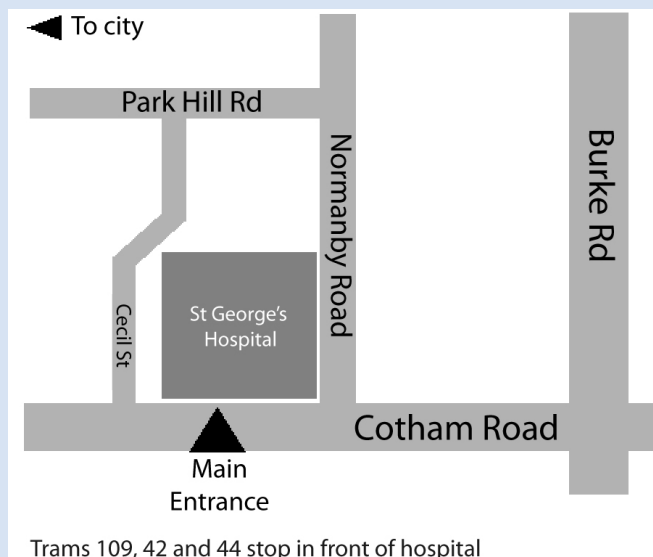 To city
Park Hill Rd
Normanby Road
Burke Rd
Cecil St
St George's
Hospital
Cotham Road
Main
Entrance
Trams 109, 42 and 44 stop in front of hospital